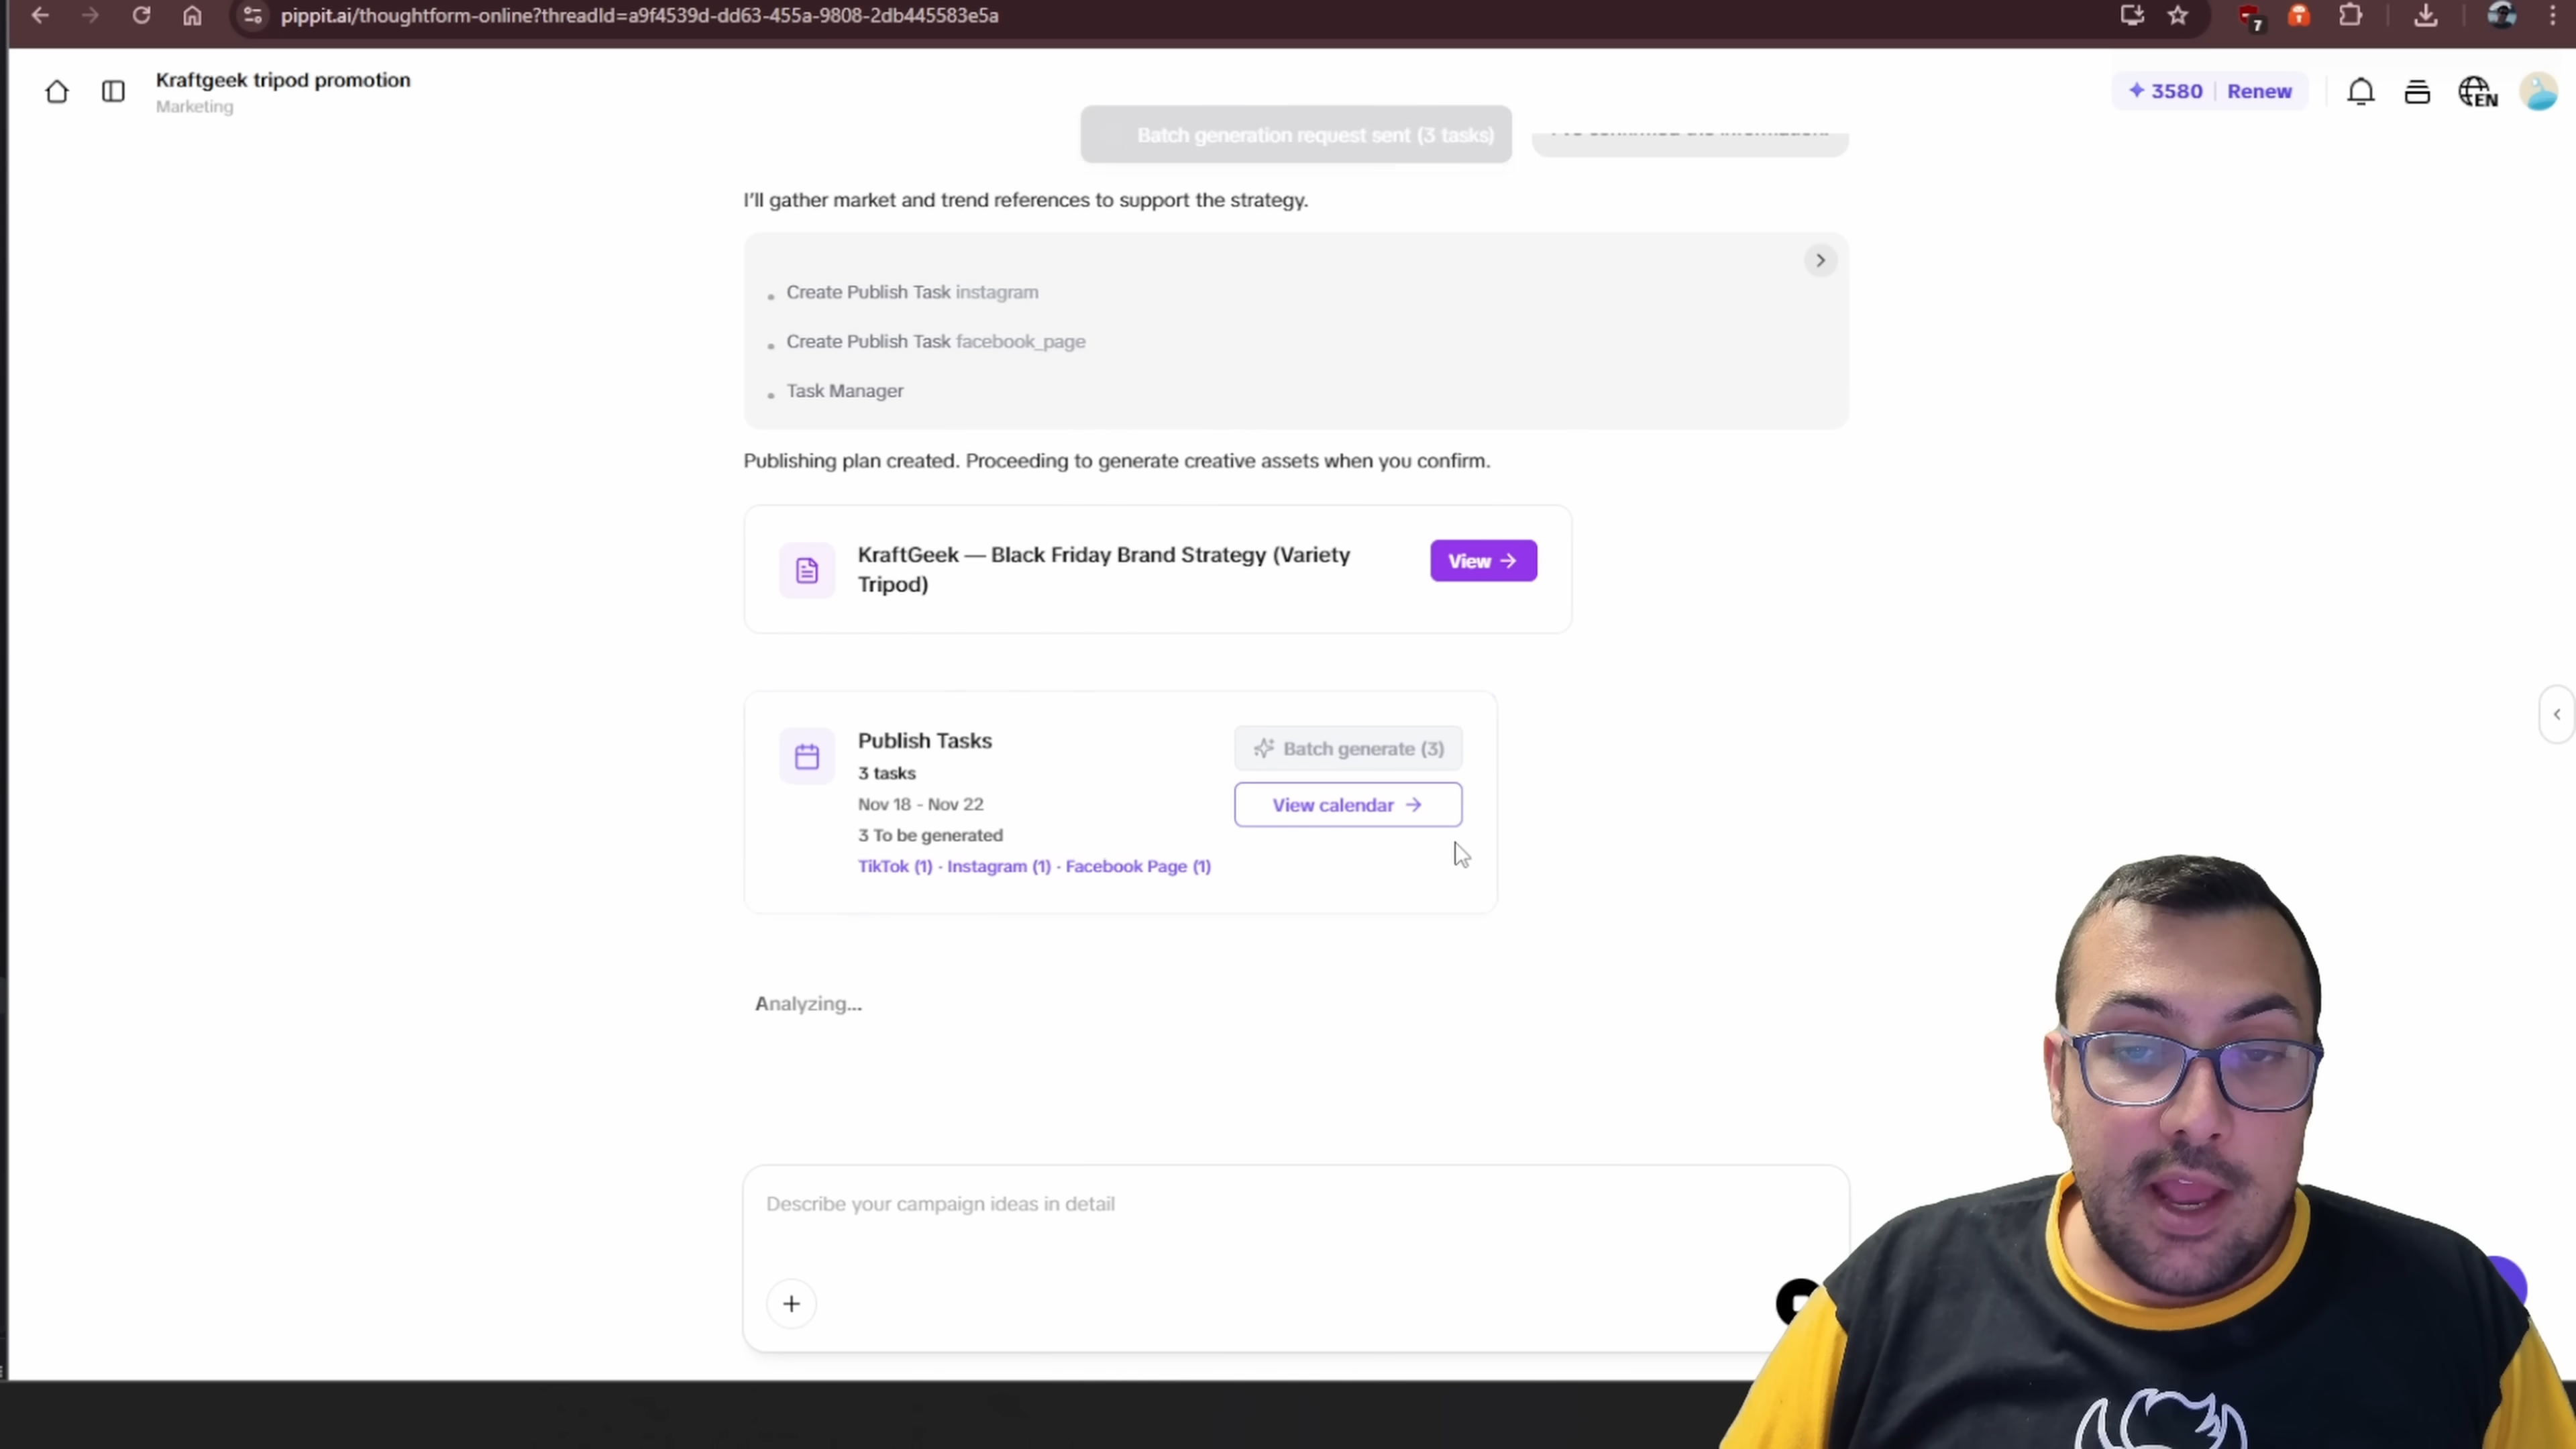 pippit.ai/thoughtform-online?threadId=a9f4539d-dd63-455a-9808-2db445583e5a
7
Kraftgeek tripod promotion
Marketing
3580 | Renew
EN
Batch generation request sent (3 tasks)
I'll gather market and trend references to support the strategy.
Create Publish Task instagram
Create Publish Task facebook_page
Task Manager
Publishing plan created. Proceeding to generate creative assets when you confirm.
KraftGeek — Black Friday Brand Strategy (Variety
Tripod)
View →
Publish Tasks
3 tasks
Nov 18 - Nov 22
3 To be generated
TikTok (1) · Instagram (1) · Facebook Page (1)
Batch generate (3)
View calendar →
Analyzing...
Describe your campaign ideas in detail